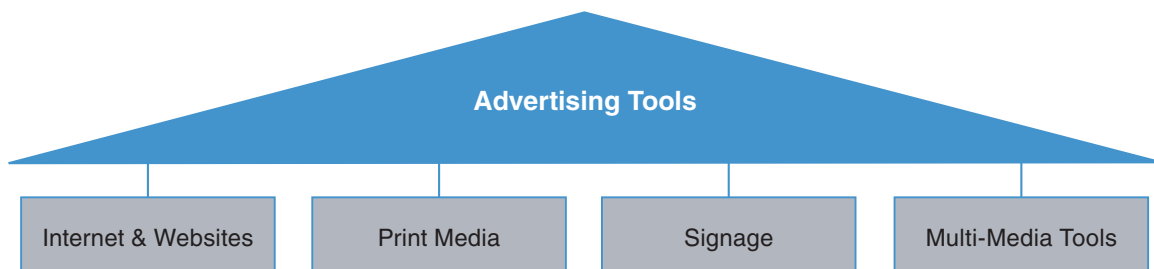 Advertising Tools
Internet & Websites
Print Media
Signage
Multi-Media Tools